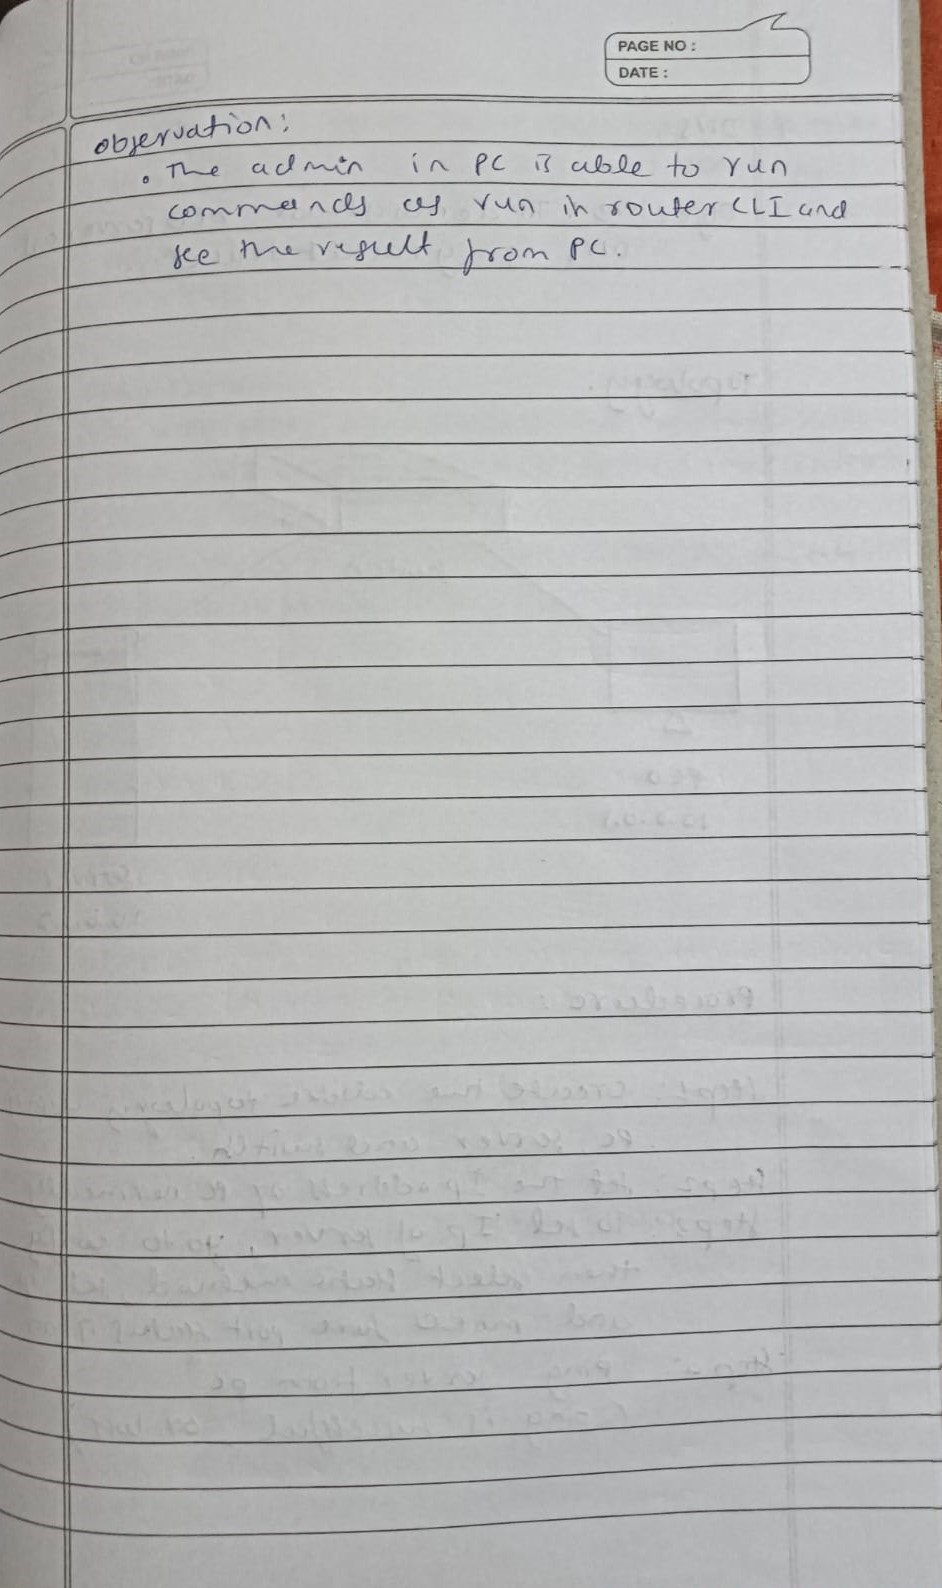 PAGE NO :
DATE :
observation:
• The admin in PC is able to run
commands as run in router CLI and
see the result from PC.